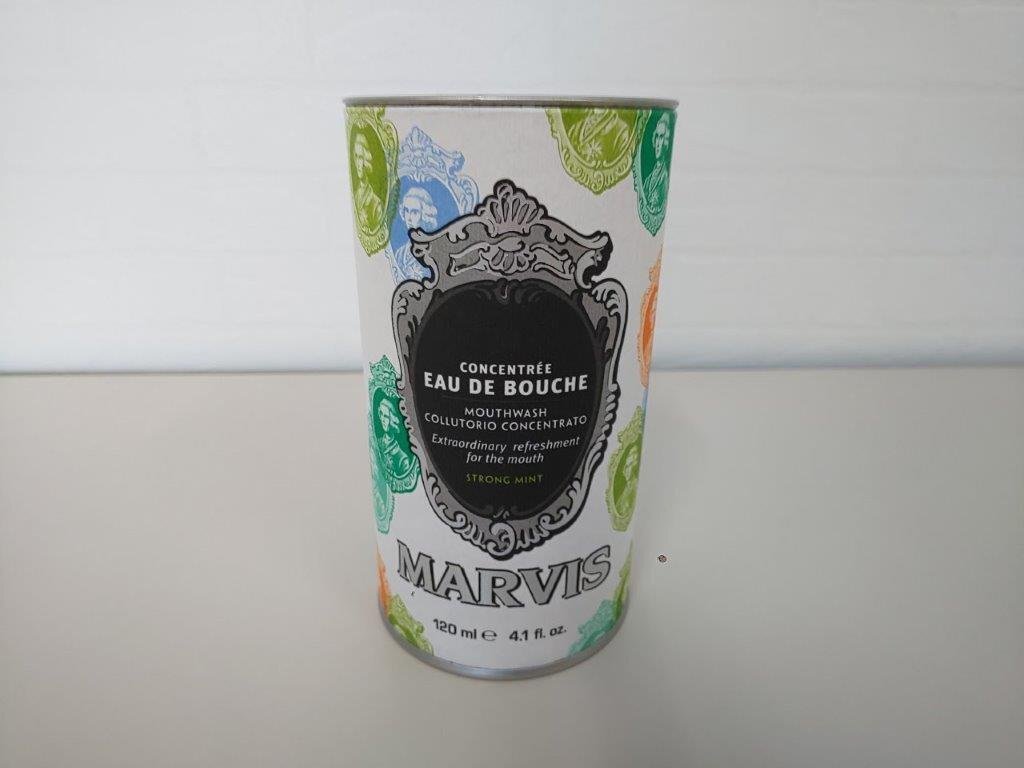 CONCENTRÉE
EAU DE BOUCHE
MOUTHWASH
COLLUTORIO CONCENTRATO
Extraordinary refreshment
for the mouth
STRONG MINT
MARVIS
120 ml ℮ 4.1 fl. oz.